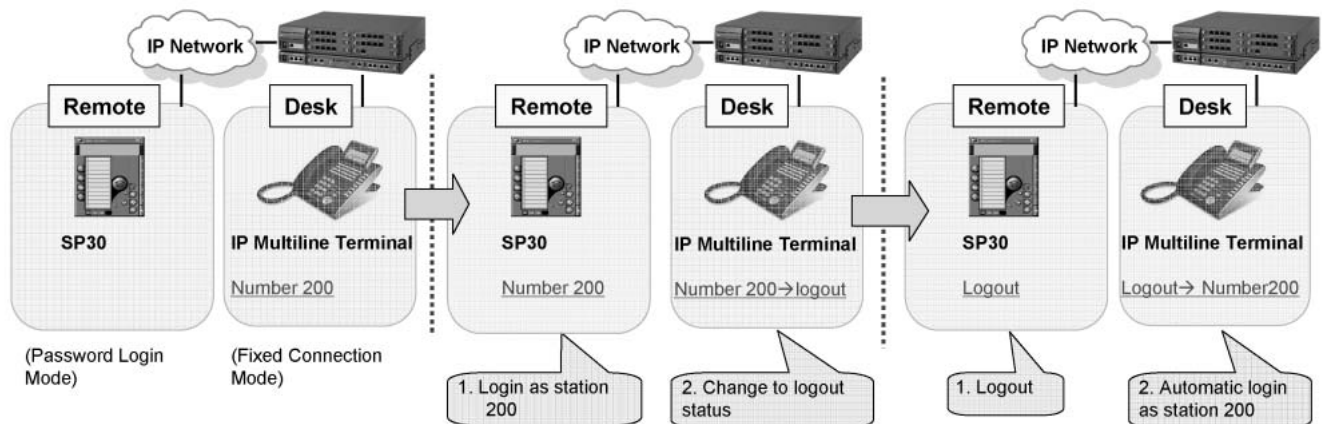 IP Network
Remote
Desk
SP30
IP Multiline Terminal
Number 200
(Password Login
Mode)
(Fixed Connection
Mode)
IP Network
Remote
Desk
SP30
IP Multiline Terminal
Number 200
Number 200→logout
1. Login as station
200
2. Change to logout
status
IP Network
Remote
Desk
SP30
IP Multiline Terminal
Logout
Logout→ Number200
1. Logout
2. Automatic login
as station 200